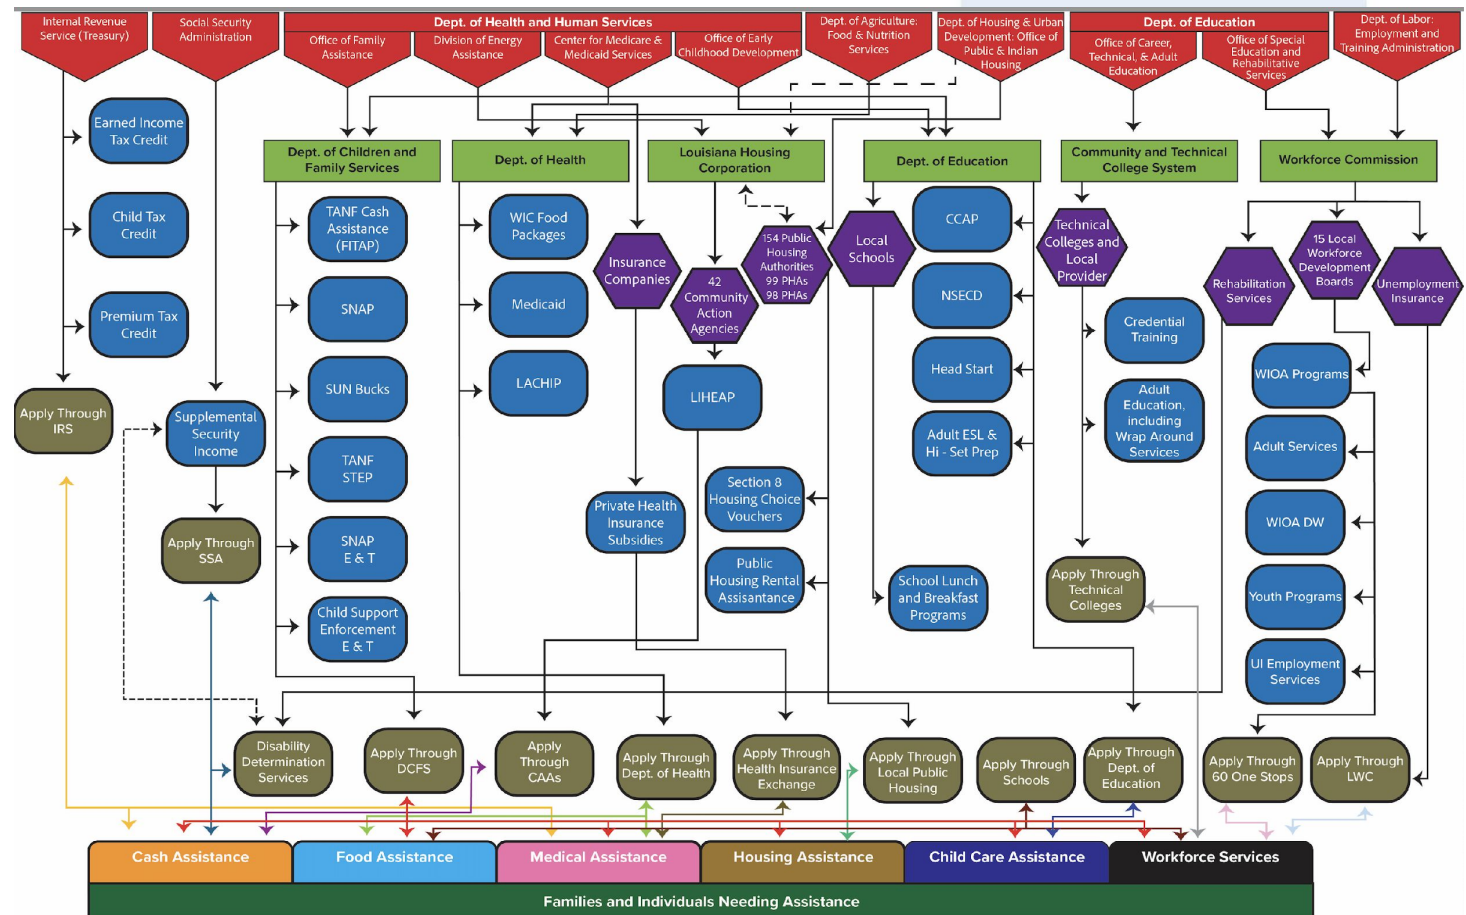 Internal Revenue
Service (Treasury)
Social Security
Administration
Dept. of Health and Human Services
Office of Family
Assistance
Division of Energy
Assistance
Center for Medicare &
Medicaid Services
Office of Early
Childhood Development
Dept. of Agriculture:
Food & Nutrition
Services
Dept. of Housing & Urban
Development: Office of
Public & Indian
Housing
Dept. of Education
Office of Career,
Technical, & Adult
Education
Office of Special
Education and
Rehabilitative
Services
Dept. of Labor:
Employment and
Training Administration
Dept. of Children and
Family Services
Dept. of Health
Louisiana Housing
Corporation
Dept. of Education
Community and Technical
College System
Workforce Commission
Earned Income
Tax Credit
Child Tax
Credit
Premium Tax
Credit
Apply Through
IRS
Supplemental
Security
Income
Apply Through
SSA
TANF Cash
Assistance
(FITAP)
SNAP
SUN Bucks
TANF
STEP
SNAP
E & T
Child Support
Enforcement
E & T
WIC Food
Packages
Medicaid
LACHIP
Insurance
Companies
42
Community
Action
Agencies
154 Public
Housing
Authorities
99 PHAs
98 PHAs
Local
Schools
LIHEAP
Private Health
Insurance
Subsidies
Section 8
Housing Choice
Vouchers
Public
Housing Rental
Assisantance
CCAP
NSECD
Head Start
Adult ESL &
Hi - Set Prep
School Lunch
and Breakfast
Programs
Technical
Colleges and
Local
Provider
Credential
Training
Adult
Education,
including
Wrap Around
Services
Apply Through
Technical
Colleges
Rehabilitation
Services
15 Local
Workforce
Development
Boards
Unemployment
Insurance
WIOA Programs
Adult Services
WIOA DW
Youth Programs
UI Employment
Services
Disability
Determination
Services
Apply Through
DCFS
Apply
Through
CAAs
Apply Through
Dept. of Health
Apply Through
Health Insurance
Exchange
Apply Through
Local Public
Housing
Apply Through
Schools
Apply Through
Dept. of
Education
Apply Through
60 One Stops
Apply Through
LWC
Cash Assistance
Food Assistance
Medical Assistance
Housing Assistance
Child Care Assistance
Workforce Services
Families and Individuals Needing Assistance